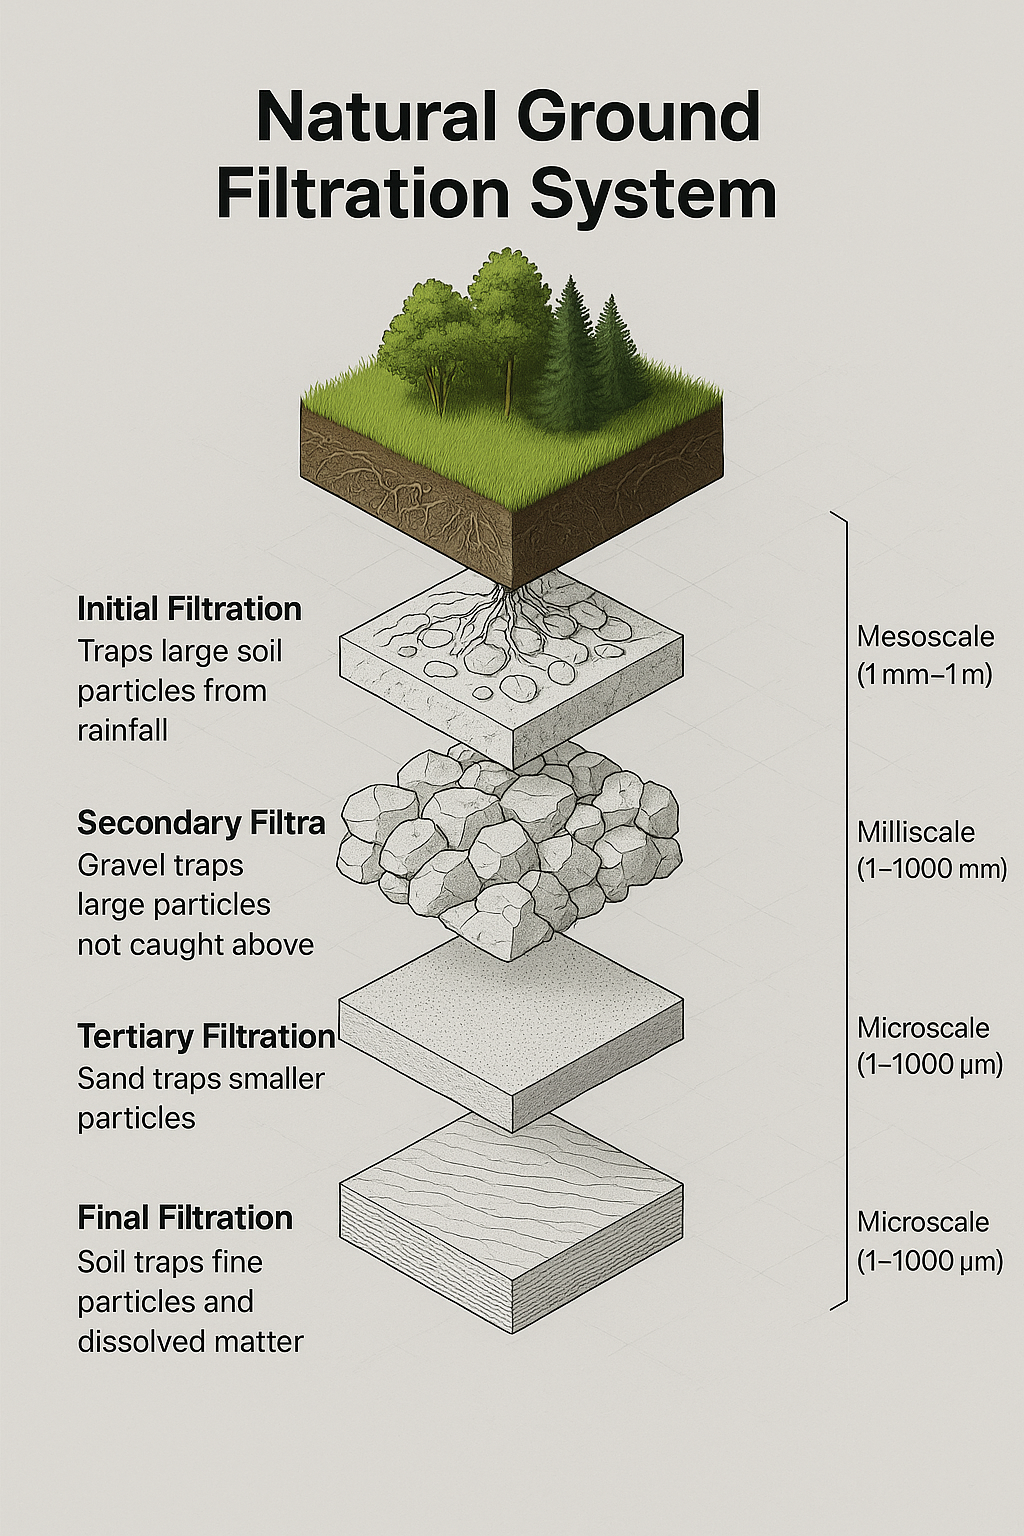 Natural Ground
Filtration System
Initial Filtration
Traps large soil
particles from
rainfall
Mesoscale
(1 mm–1 m)
Secondary Filtra
Gravel traps
large particles
not caught above
Milliscale
(1–1000 mm)
Tertiary Filtration
Sand traps smaller
particles
Microscale
(1–1000 µm)
Final Filtration
Soil traps fine
particles and
dissolved matter
Microscale
(1–1000 µm)